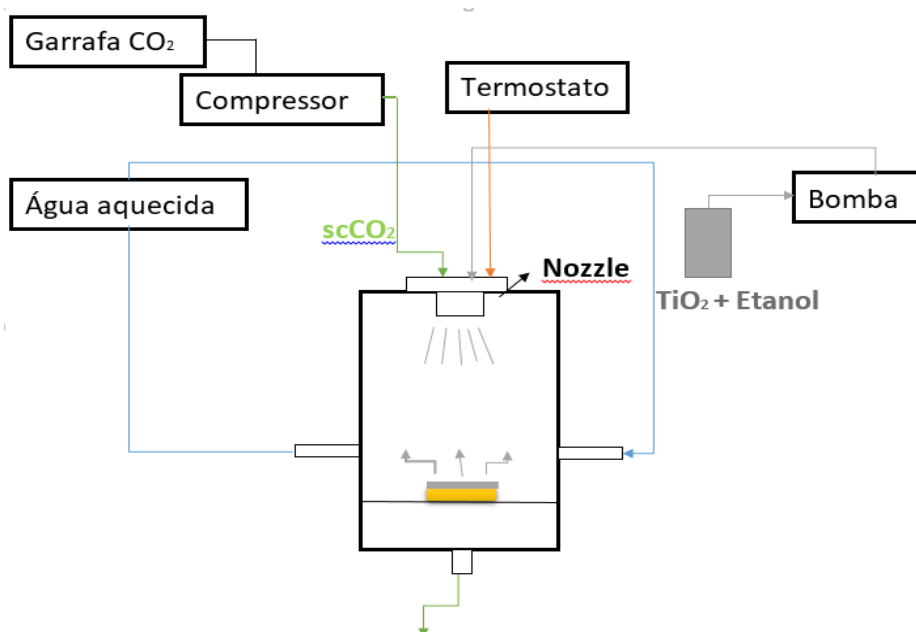 Garrafa CO₂
Compressor
Termostato
Água aquecida
Bomba
scCO₂
Nozzle
TiO₂ + Etanol